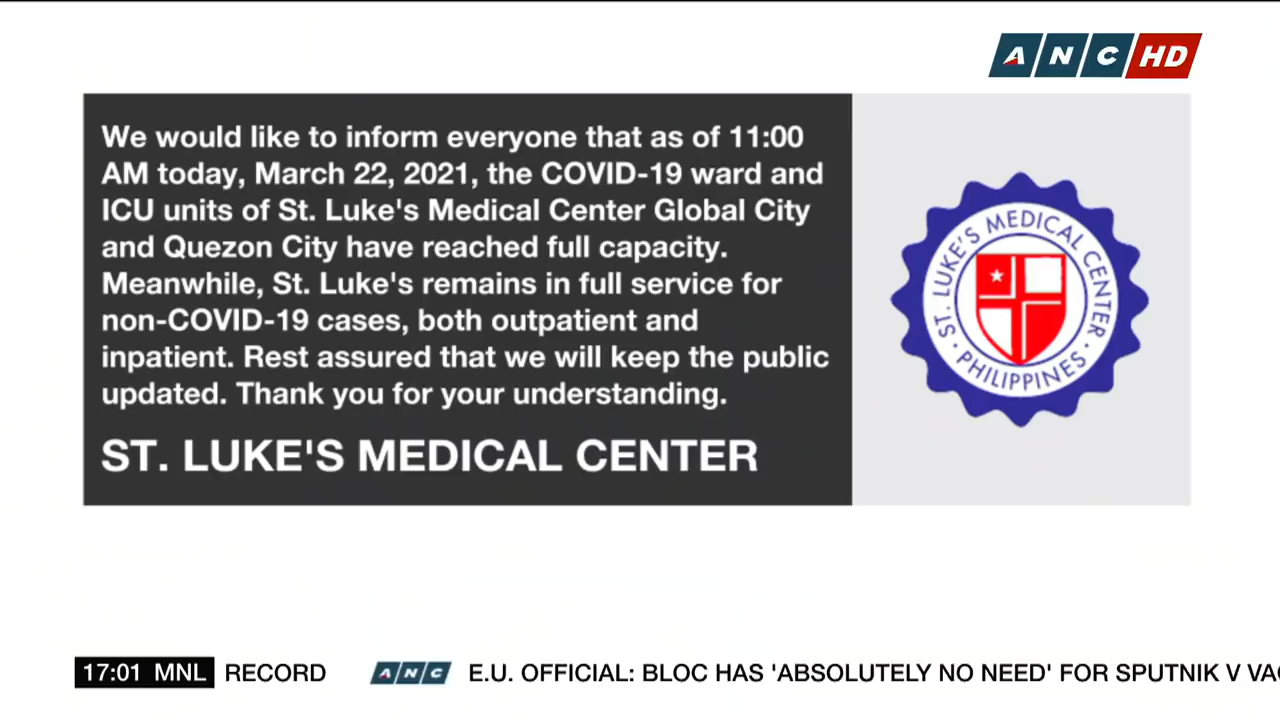 ANC HD
We would like to inform everyone that as of 11:00
AM today, March 22, 2021, the COVID-19 ward and
ICU units of St. Luke's Medical Center Global City
and Quezon City have reached full capacity.
Meanwhile, St. Luke's remains in full service for
non-COVID-19 cases, both outpatient and
inpatient. Rest assured that we will keep the public
updated. Thank you for your understanding.
ST. LUKE'S MEDICAL CENTER
ST. LUKE'S MEDICAL CENTER
· PHILIPPINES ·
17:01 MNL RECORD ANC E.U. OFFICIAL: BLOC HAS 'ABSOLUTELY NO NEED' FOR SPUTNIK V